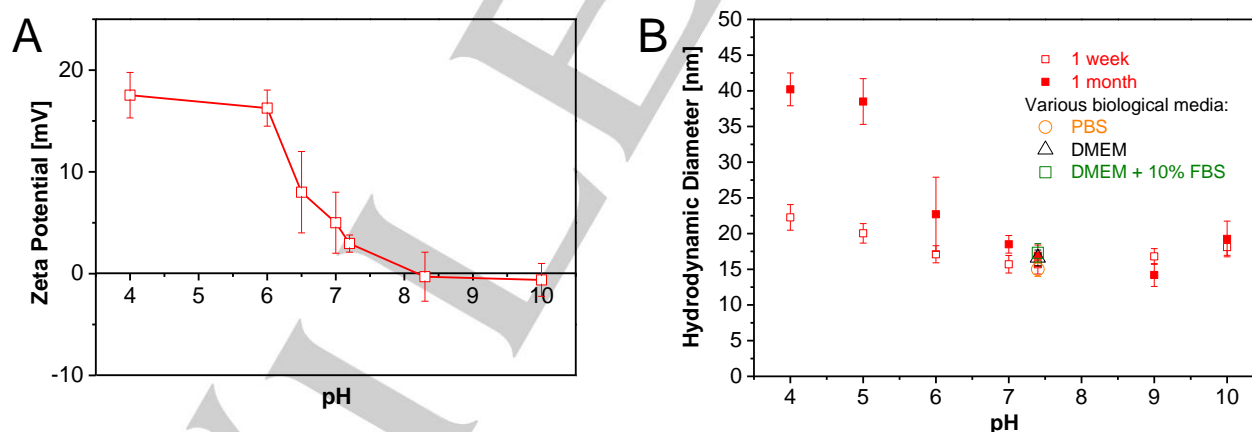 A
Zeta Potential [mV]
20
10
0
-10
4 5 6 7 8 9 10
pH
B
Hydrodynamic Diameter [nm]
50
45
40
35
30
25
20
15
10
5
0
1 week
1 month
Various biological media:
PBS
DMEM
DMEM + 10% FBS
4 5 6 7 8 9 10
pH